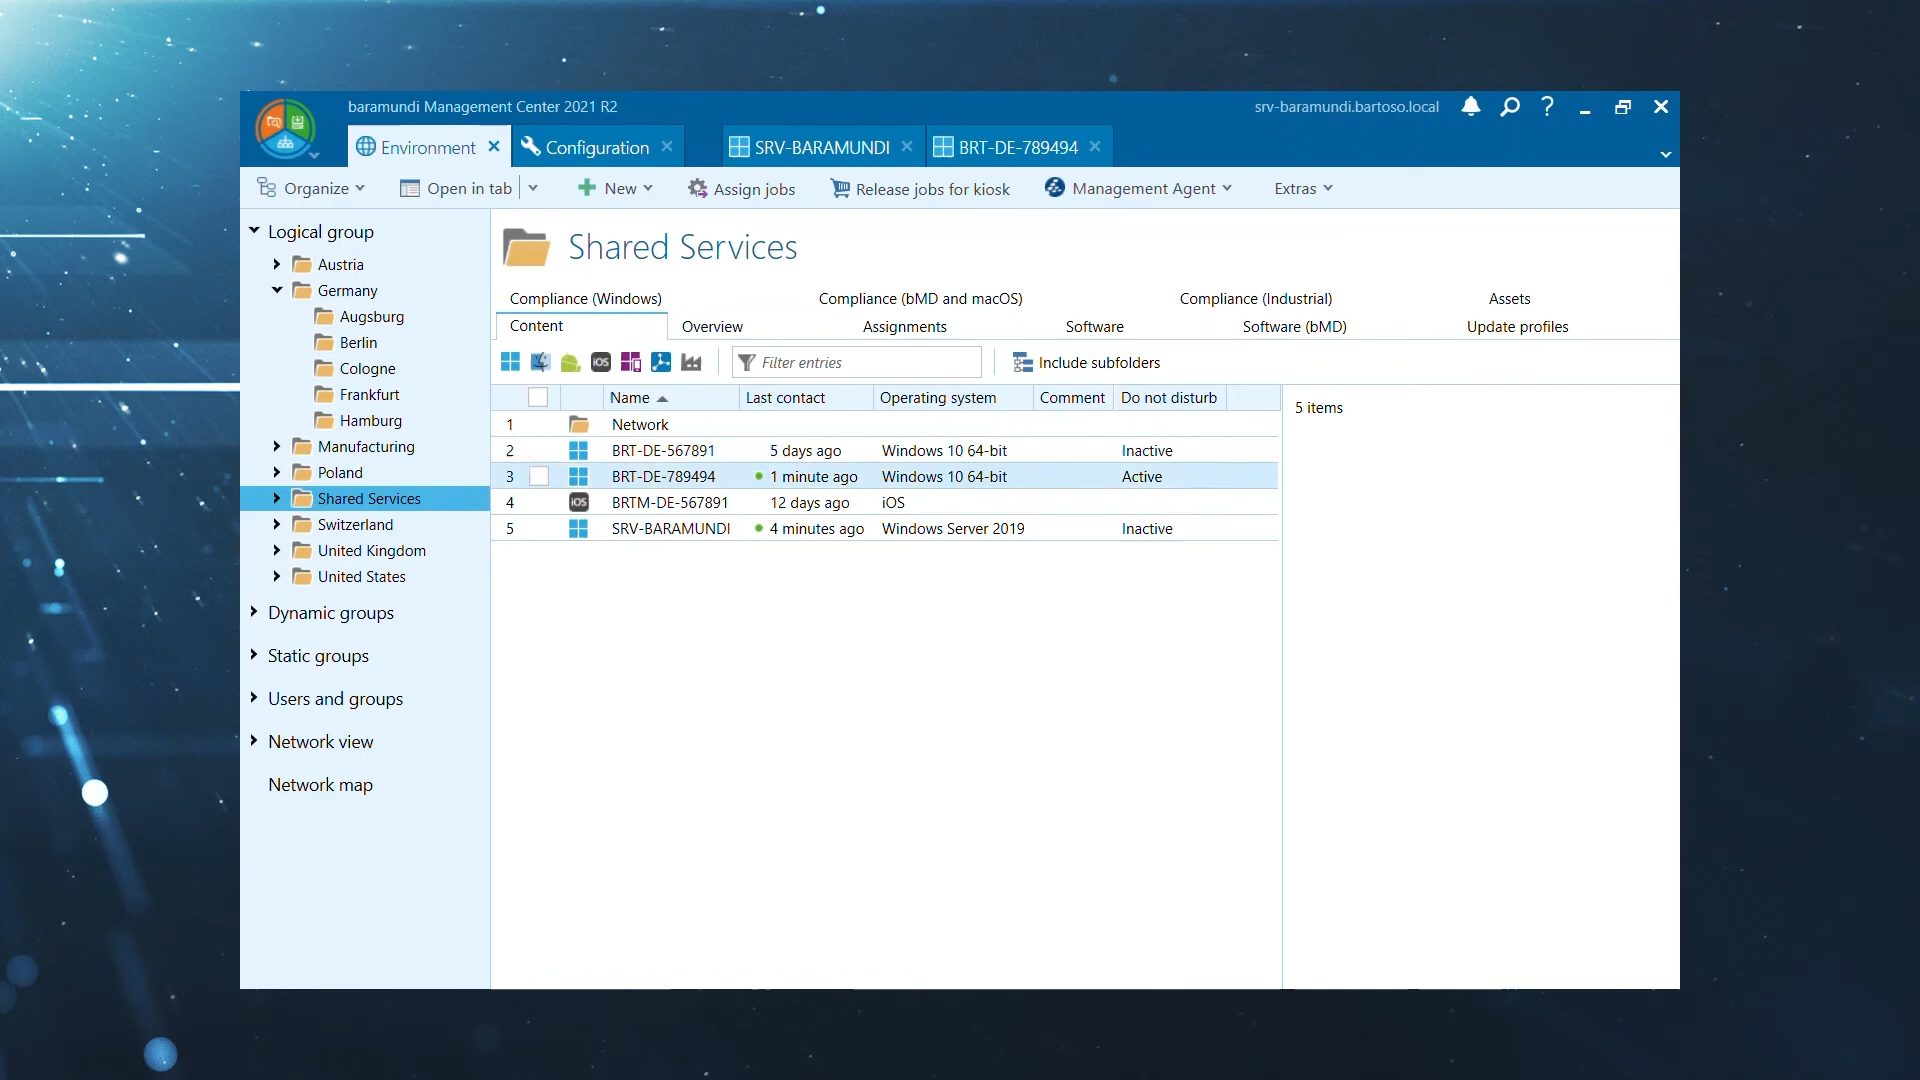 baramundi Management Center 2021 R2
srv-baramundi.bartoso.local
?
Environment
Configuration
SRV-BARAMUNDI
BRT-DE-789494
Organize
Open in tab
New
Assign jobs
Release jobs for kiosk
Management Agent
Extras
Logical group
Austria
Germany
Augsburg
Berlin
Cologne
Frankfurt
Hamburg
Manufacturing
Poland
Shared Services
Switzerland
United Kingdom
United States
Dynamic groups
Static groups
Users and groups
Network view
Network map
Shared Services
Compliance (Windows) Compliance (bMD and macOS) Compliance (Industrial) Assets
Content Overview Assignments Software Software (bMD) Update profiles
iOS
Filter entries
Include subfolders
Name Last contact Operating system Comment Do not disturb
1 Network
2 BRT-DE-567891 5 days ago Windows 10 64-bit Inactive
3 BRT-DE-789494 1 minute ago Windows 10 64-bit Active
4 iOS BRTM-DE-567891 12 days ago iOS
5 SRV-BARAMUNDI 4 minutes ago Windows Server 2019 Inactive
5 items